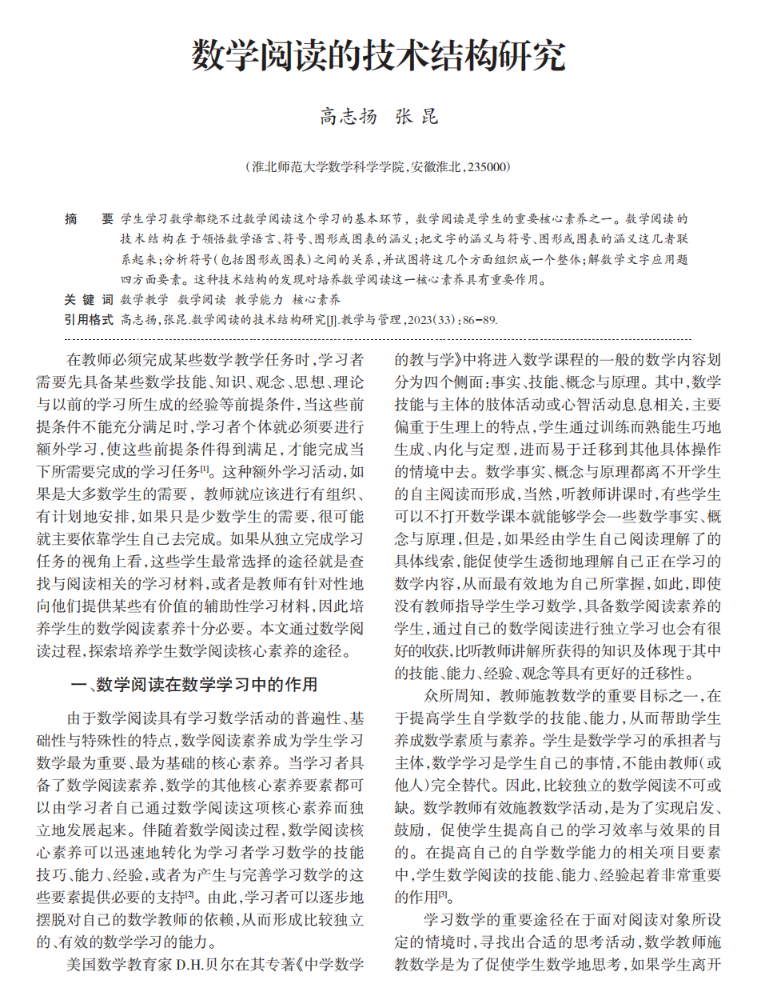 数学阅读的技术结构研究
高志扬 张 昆
(淮北师范大学数学科学学院,安徽淮北,235000)
摘 要 学生学习数学都绕不过数学阅读这个学习的基本环节，数学阅读是学生的重要核心素养之一。数学阅读的
技术结构在于领悟数学语言、符号、图形或图表的涵义;把文字的涵义与符号、图形或图表的涵义这几者联
系起来;分析符号(包括图形或图表)之间的关系,并试图将这几个方面组织成一个整体;解数学文字应用题
四方面要素。这种技术结构的发现对培养数学阅读这一核心素养具有重要作用。
关 键 词 数学教学 数学阅读 教学能力 核心素养
引用格式 高志扬,张昆.数学阅读的技术结构研究[J].教学与管理,2023(33):86-89.
在教师必须完成某些数学教学任务时,学习者
需要先具备某些数学技能、知识、观念、思想、理论
与以前的学习所生成的经验等前提条件,当这些前
提条件不能充分满足时,学习者个体就必须要进行
额外学习,使这些前提条件得到满足,才能完成当
下所需要完成的学习任务[1]。这种额外学习活动,如
果是大多数学生的需要，教师就应该进行有组织、
有计划地安排,如果只是少数学生的需要,很可能
就主要依靠学生自己去完成。如果从独立完成学习
任务的视角上看,这些学生最常选择的途径就是查
找与阅读相关的学习材料,或者是教师有针对性地
向他们提供某些有价值的辅助性学习材料,因此培
养学生的数学阅读素养十分必要。本文通过数学阅
读过程,探索培养学生数学阅读核心素养的途径。
一、数学阅读在数学学习中的作用
由于数学阅读具有学习数学活动的普遍性、基
础性与特殊性的特点,数学阅读素养成为学生学习
数学最为重要、最为基础的核心素养。当学习者具
备了数学阅读素养,数学的其他核心素养要素都可
以由学习者自己通过数学阅读这项核心素养而独
立地发展起来。伴随着数学阅读过程,数学阅读核
心素养可以迅速地转化为学习者学习数学的技能
技巧、能力、经验,或者为产生与完善学习数学的这
些要素提供必要的支持[2]。由此,学习者可以逐步地
摆脱对自己的数学教师的依赖,从而形成比较独立
的、有效的数学学习的能力。
美国数学教育家 D.H.贝尔在其专著《中学数学
的教与学》中将进入数学课程的一般的数学内容划
分为四个侧面:事实、技能、概念与原理。其中,数学
技能与主体的肢体活动或心智活动息息相关,主要
偏重于生理上的特点,学生通过训练而熟能生巧地
生成、内化与定型,进而易于迁移到其他具体操作
的情境中去。数学事实、概念与原理都离不开学生
的自主阅读而形成,当然,听教师讲课时,有些学生
可以不打开数学课本就能够学会一些数学事实、概
念与原理,但是,如果经由学生自己阅读理解了的
具体线索,能促使学生透彻地理解自己正在学习的
数学内容,从而最有效地为自己所掌握,如此,即使
没有教师指导学生学习数学,具备数学阅读素养的
学生,通过自己的数学阅读进行独立学习也会有很
好的收获,比听教师讲解所获得的知识及体现于其中
的技能、能力、经验、观念等具有更好的迁移性。
众所周知，教师施教数学的重要目标之一,在
于提高学生自学数学的技能、能力,从而帮助学生
养成数学素质与素养。学生是数学学习的承担者与
主体,数学学习是学生自己的事情,不能由教师(或
他人)完全替代。因此,比较独立的数学阅读不可或
缺。数学教师有效施教数学活动,是为了实现启发、
鼓励，促使学生提高自己的学习效率与效果的目
的。在提高自己的自学数学能力的相关项目要素
中,学生数学阅读的技能、能力、经验起着非常重要
的作用[3]。
学习数学的重要途径在于面对阅读对象所设
定的情境时,寻找出合适的思考活动,数学教师施
教数学是为了促使学生数学地思考,如果学生离开